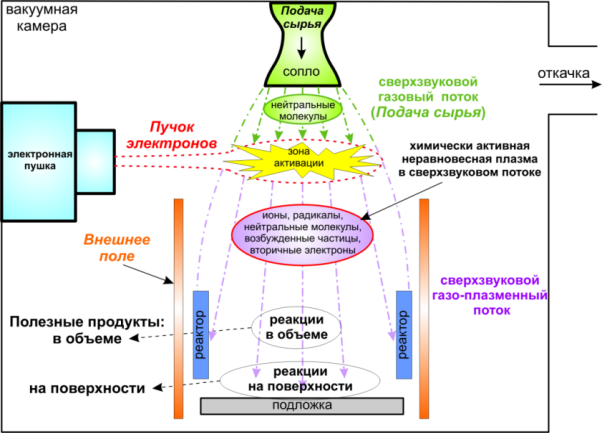 вакуумная
камера
Подача
сырья
сопло
откачка
сверхзвуковой
газовый поток
(Подача сырья)
нейтральные
молекулы
Пучок
электронов
электронная
пушка
зона
активации
химически активная
неравновесная плазма
в сверхзвуковом потоке
ионы, радикалы,
нейтральные молекулы,
возбужденные частицы,
вторичные электроны
Внешнее
поле
сверхзвуковой
газо-плазменный
поток
реактор
реактор
Полезные продукты:
в объеме
реакции
в объеме
на поверхности
реакции
на поверхности
подложка